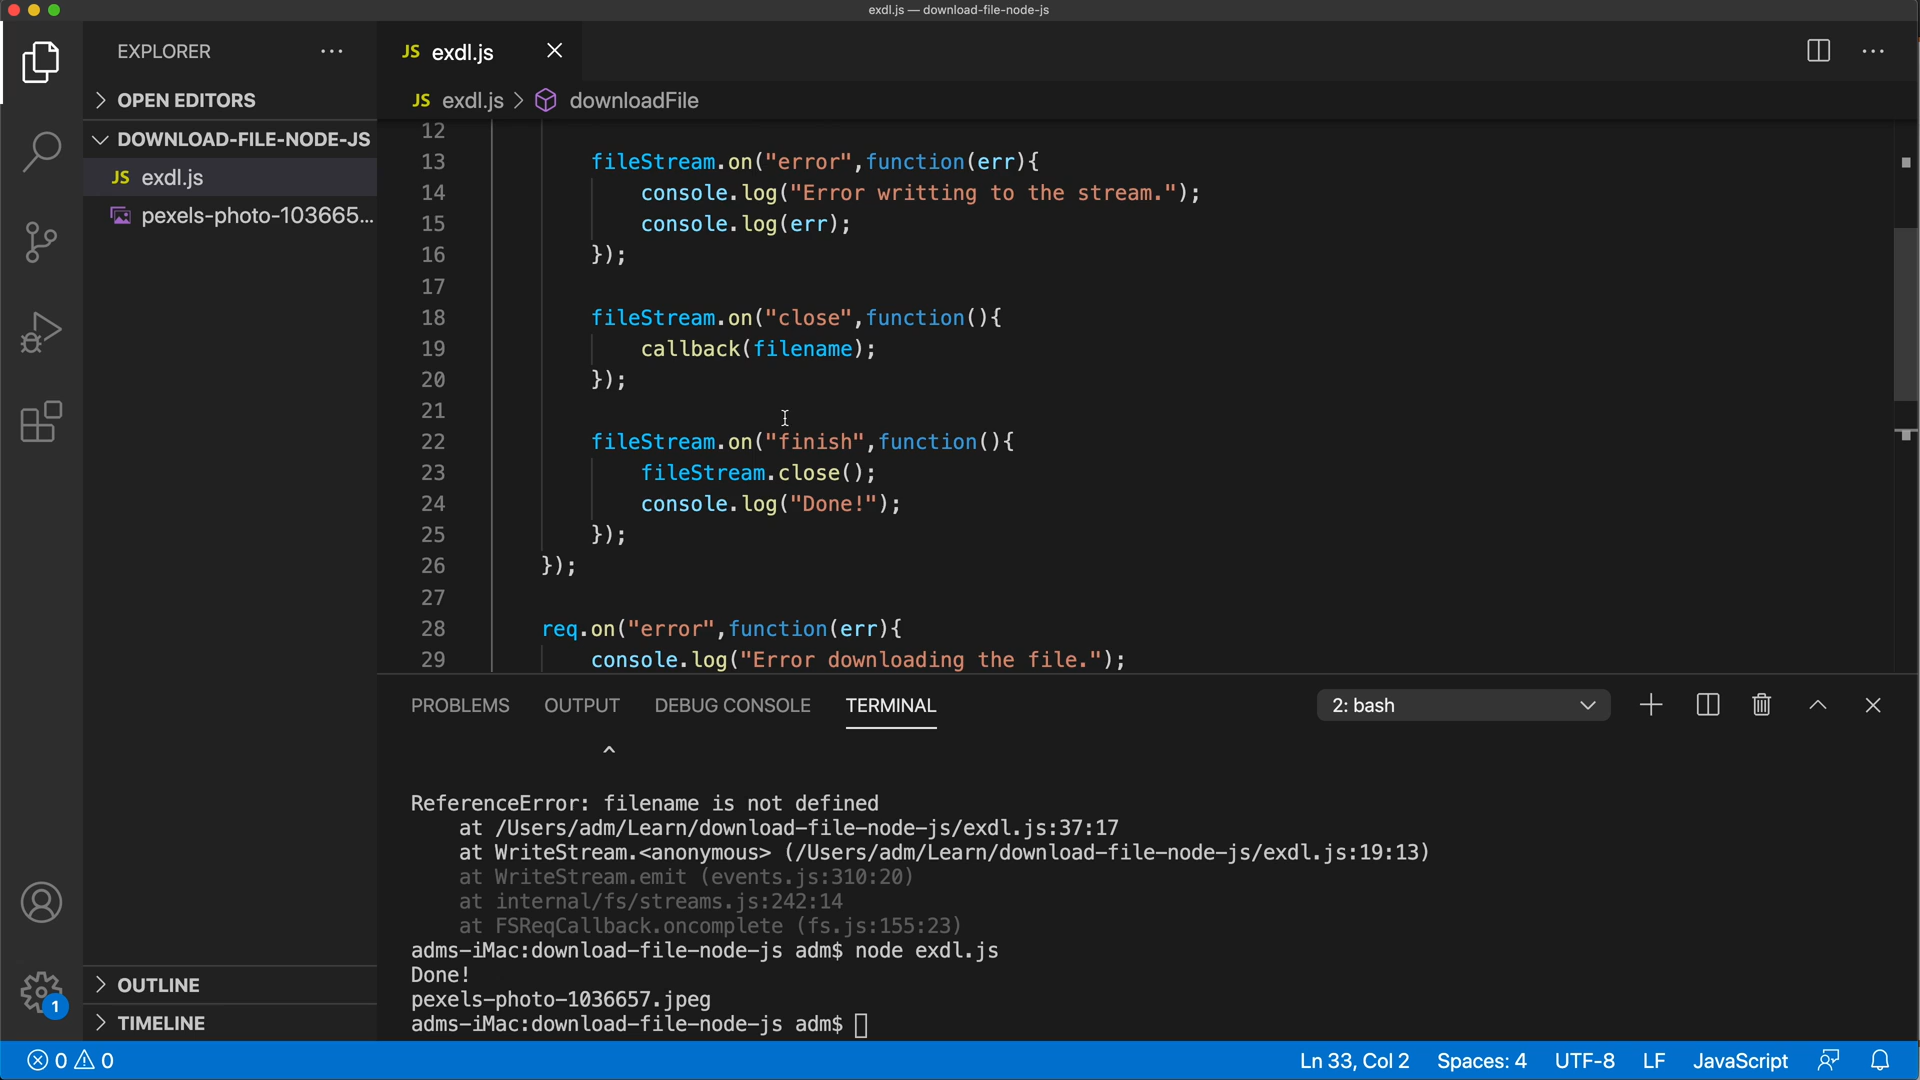 exdl.js — download-file-node-js
EXPLORER
JS exdl.js
OPEN EDITORS
JS exdl.js > downloadFile
DOWNLOAD-FILE-NODE-JS
JS exdl.js
pexels-photo-103665...
12
13 fileStream.on("error",function(err){
14 console.log("Error writting to the stream.");
15 console.log(err);
16 });
17
18 fileStream.on("close",function(){
19 callback(filename);
20 });
21
22 fileStream.on("finish",function(){
23 fileStream.close();
24 console.log("Done!");
25 });
26 });
27
28 req.on("error",function(err){
29 console.log("Error downloading the file.");
PROBLEMS OUTPUT DEBUG CONSOLE TERMINAL 2: bash
^
ReferenceError: filename is not defined
at /Users/adm/Learn/download-file-node-js/exdl.js:37:17
at WriteStream.<anonymous> (/Users/adm/Learn/download-file-node-js/exdl.js:19:13)
at WriteStream.emit (events.js:310:20)
at internal/fs/streams.js:242:14
at FSReqCallback.oncomplete (fs.js:155:23)
adms-iMac:download-file-node-js adm$ node exdl.js
Done!
pexels-photo-1036657.jpeg
adms-iMac:download-file-node-js adm$
OUTLINE
1
TIMELINE
0 0 Ln 33, Col 2 Spaces: 4 UTF-8 LF JavaScript